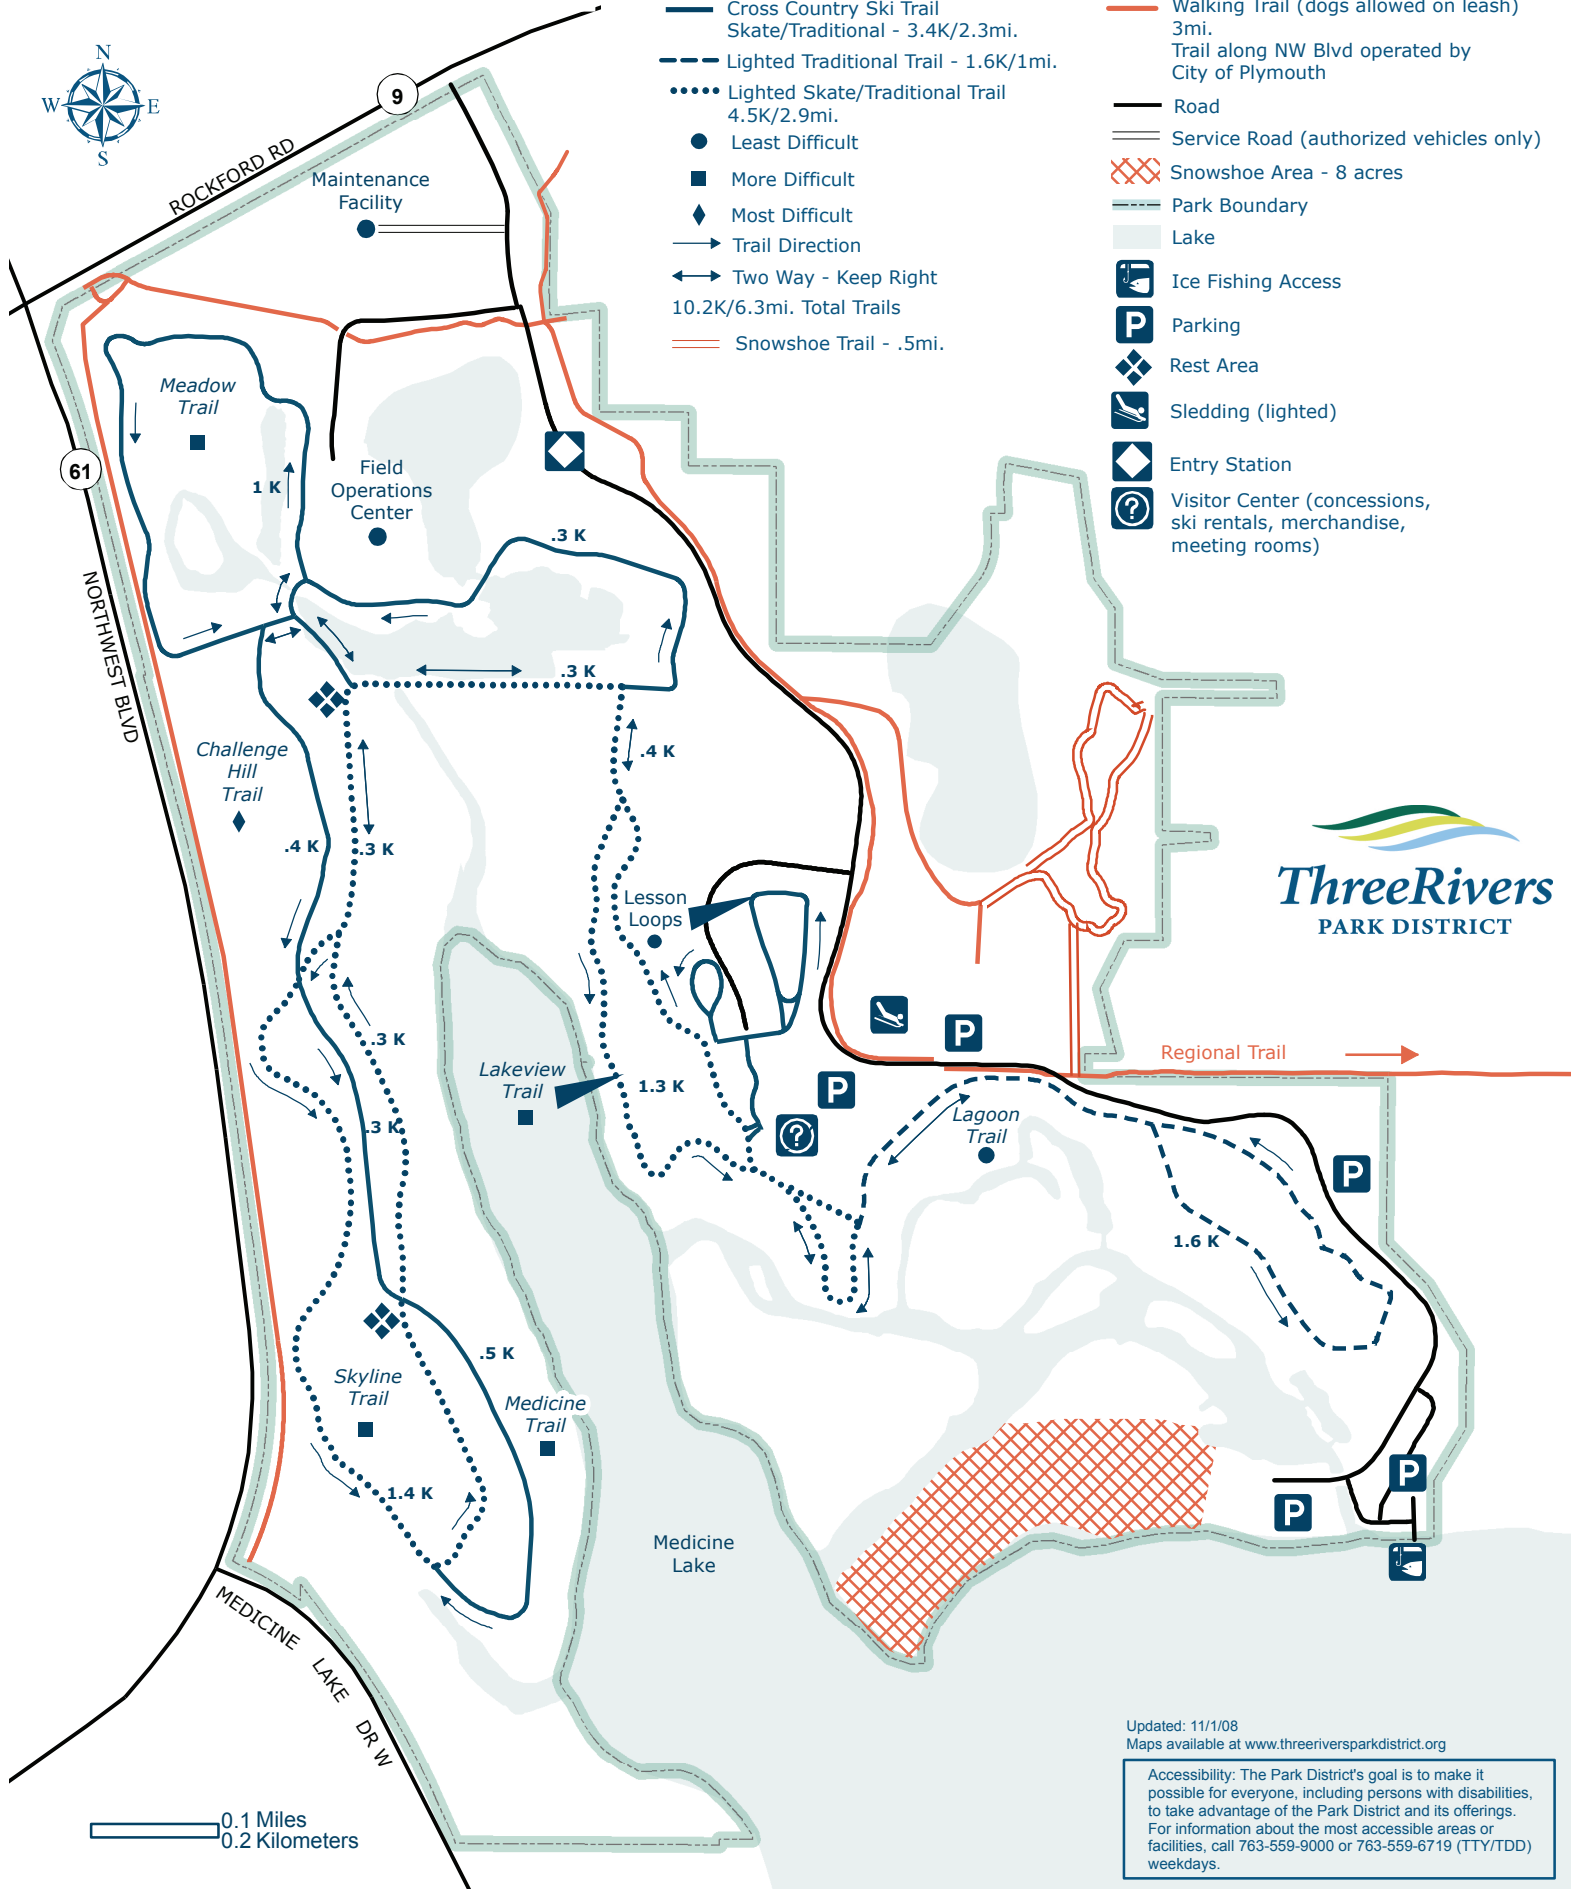 Cross Country Ski Trail
Skate/Traditional - 3.4K/2.3mi.
Lighted Traditional Trail - 1.6K/1mi.
Lighted Skate/Traditional Trail
4.5K/2.9mi.
Least Difficult
More Difficult
Most Difficult
Trail Direction
Two Way - Keep Right
10.2K/6.3mi. Total Trails
Snowshoe Trail - .5mi.
Walking Trail (dogs allowed on leash)
3mi.
Trail along NW Blvd operated by
City of Plymouth
Road
Service Road (authorized vehicles only)
Snowshoe Area - 8 acres
Park Boundary
Lake
Ice Fishing Access
P
Parking
Rest Area
Sledding (lighted)
Entry Station
?
Visitor Center (concessions,
ski rentals, merchandise,
meeting rooms)
N
W
E
S
9
ROCKFORD RD
Maintenance
Facility
Meadow
Trail
61
1 K
Field
Operations
Center
.3 K
NORTHWEST BLVD
.3 K
Challenge
Hill
Trail
.4 K
.4 K
.3 K
Lesson
Loops
ThreeRivers
PARK DISTRICT
P
Regional Trail
.3 K
Lakeview
Trail
1.3 K
P
.3 K
?
Lagoon
Trail
P
1.6 K
.5 K
Skyline
Trail
Medicine
Trail
1.4 K
P
P
Medicine
Lake
MEDICINE LAKE DR W
0.1 Miles
0.2 Kilometers
Updated: 11/1/08
Maps available at www.threeriversparkdistrict.org
Accessibility: The Park District's goal is to make it
possible for everyone, including persons with disabilities,
to take advantage of the Park District and its offerings.
For information about the most accessible areas or
facilities, call 763-559-9000 or 763-559-6719 (TTY/TDD)
weekdays.